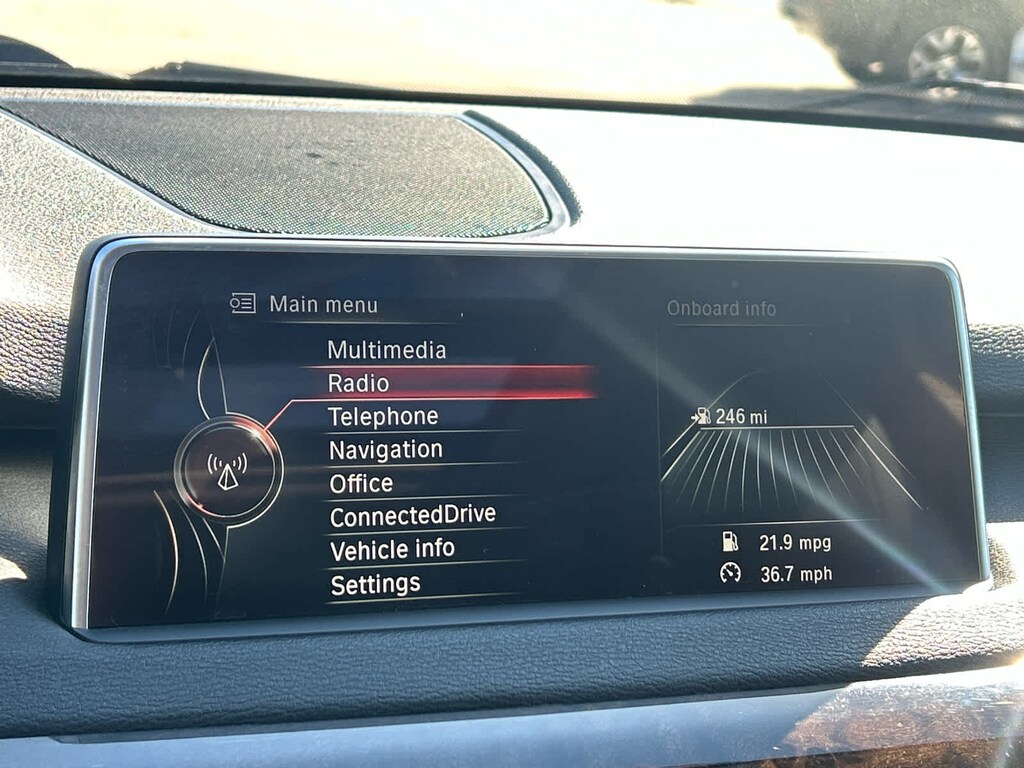 Main menu
Multimedia
Radio
Telephone
Navigation
Office
ConnectedDrive
Vehicle info
Settings
Onboard info
246 mi
21.9 mpg
36.7 mph